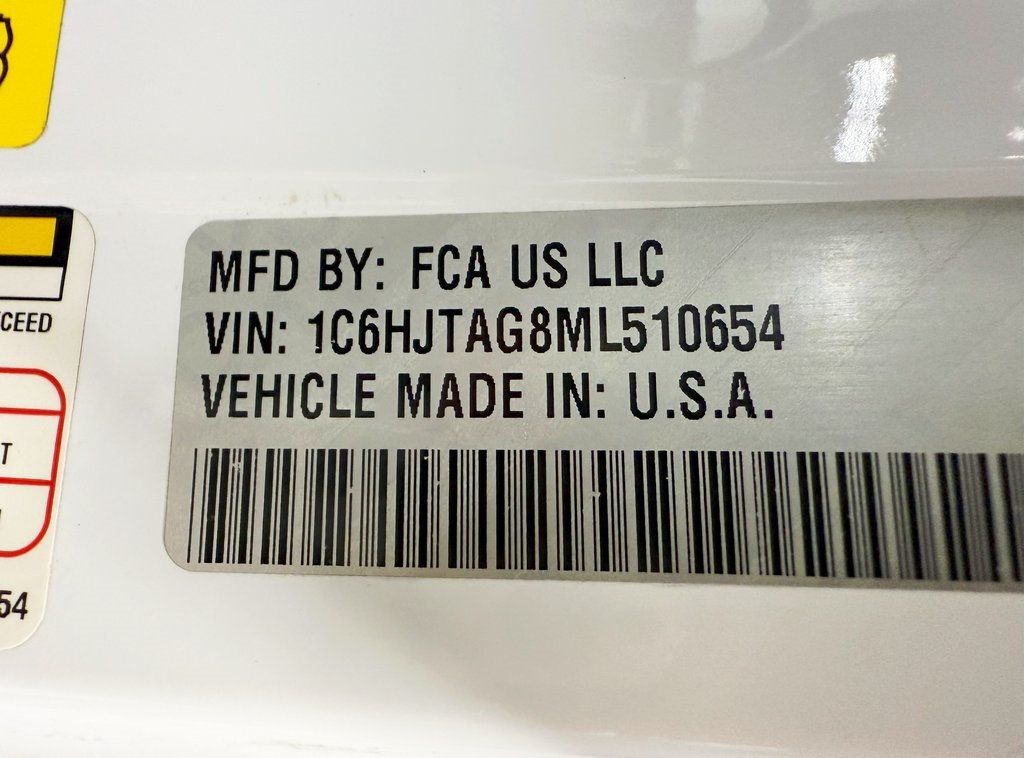 MFD BY: FCA US LLC
VIN: 1C6HJTAG8ML510654
VEHICLE MADE IN: U.S.A.
CEED
T
54